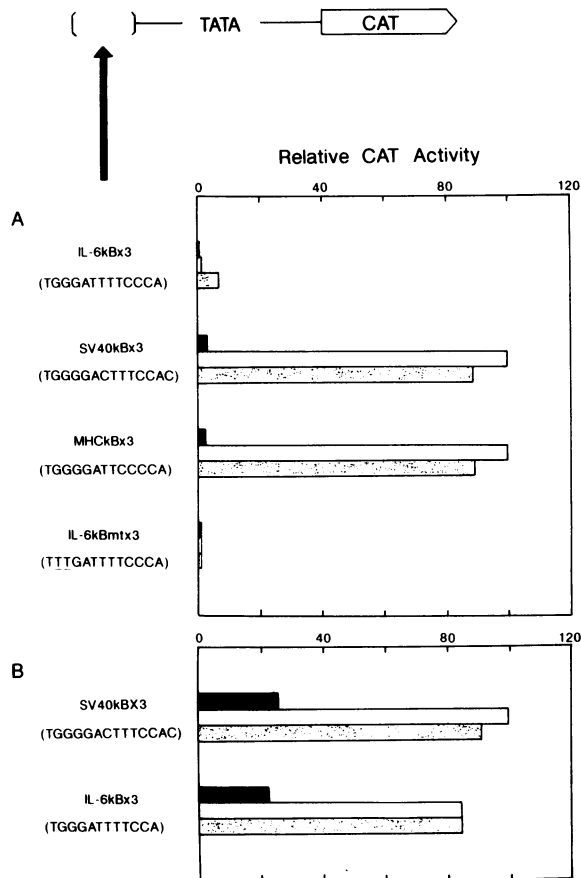 TATA CAT
Relative CAT Activity
0 40 80 120
A
IL-6kBx3
(TGGGATTTTCCCA)
SV40kBx3
(TGGGGACTTTCCAC)
MHCkBx3
(TGGGGATTCCCCA)
IL-6kBmtx3
(TTTGATTTTCCCA)
0 40 80 120
B
SV40kBX3
(TGGGGACTTTCCAC)
IL-6kBx3
(TGGGATTTTCCA)